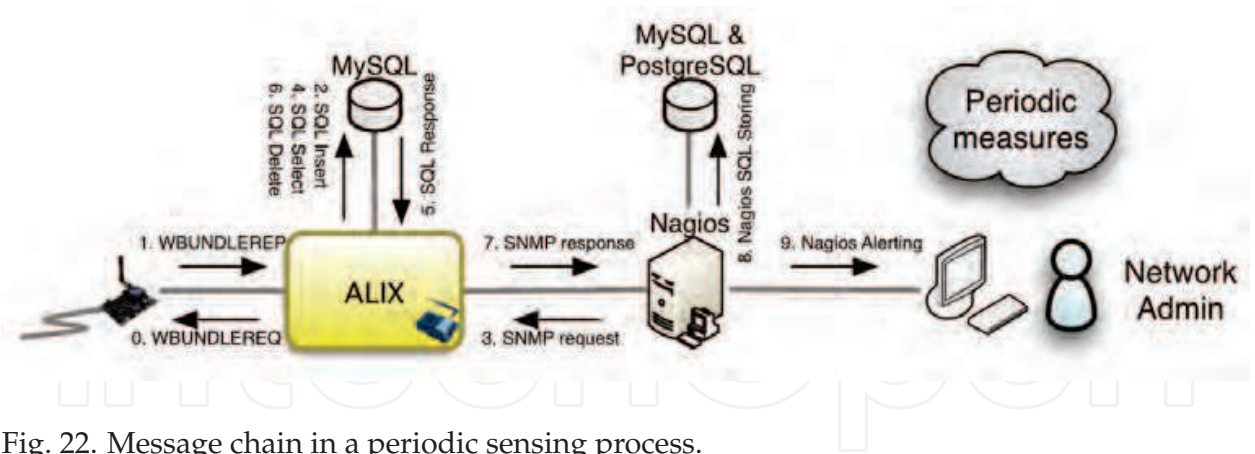 MySQL
2. SQL Insert
4. SQL Select
6. SQL Delete
5. SQL Response
MySQL &
PostgreSQL
8. Nagios SQL Storing
Periodic
measures
Nagios
1. WBUNDLEREP
7. SNMP response
9. Nagios Alerting
ALIX
Network
Admin
0. WBUNDLEREQ
3. SNMP request
intechopen
Fig. 22. Message chain in a periodic sensing process.